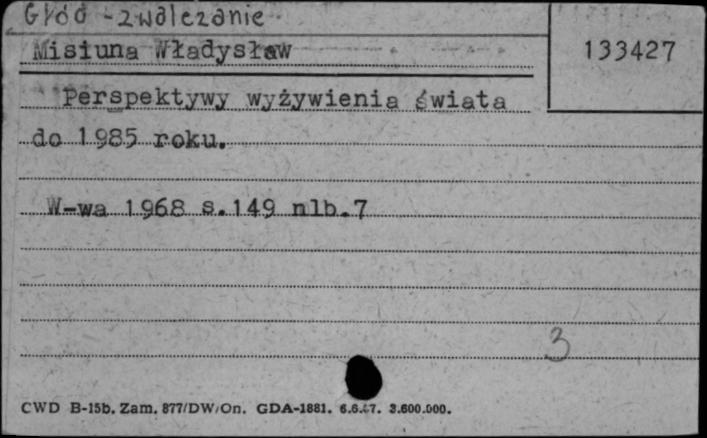 Głód - zwalczanie
Misiuna Władysław
133427
Perspektywy wyżywienia świata
do 1985 roku.
W-wa 1968 s.149 nlb.7
3
CWD B-15b. Zam. 877/DW/On. GDA-1881. 6.6.67. 3.600.000.